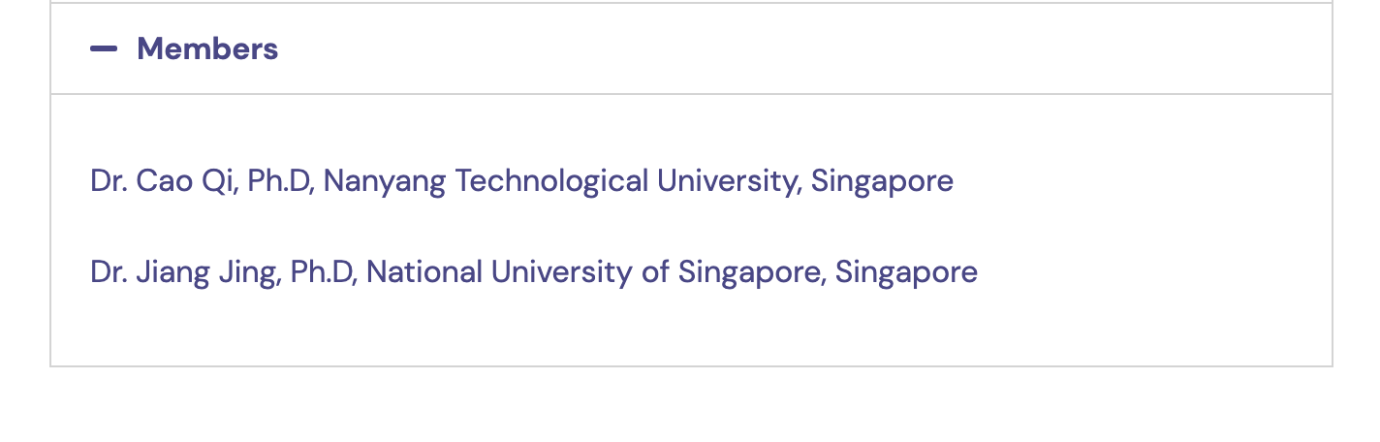 Members
Dr. Cao Qi, Ph.D, Nanyang Technological University, Singapore
Dr. Jiang Jing, Ph.D, National University of Singapore, Singapore